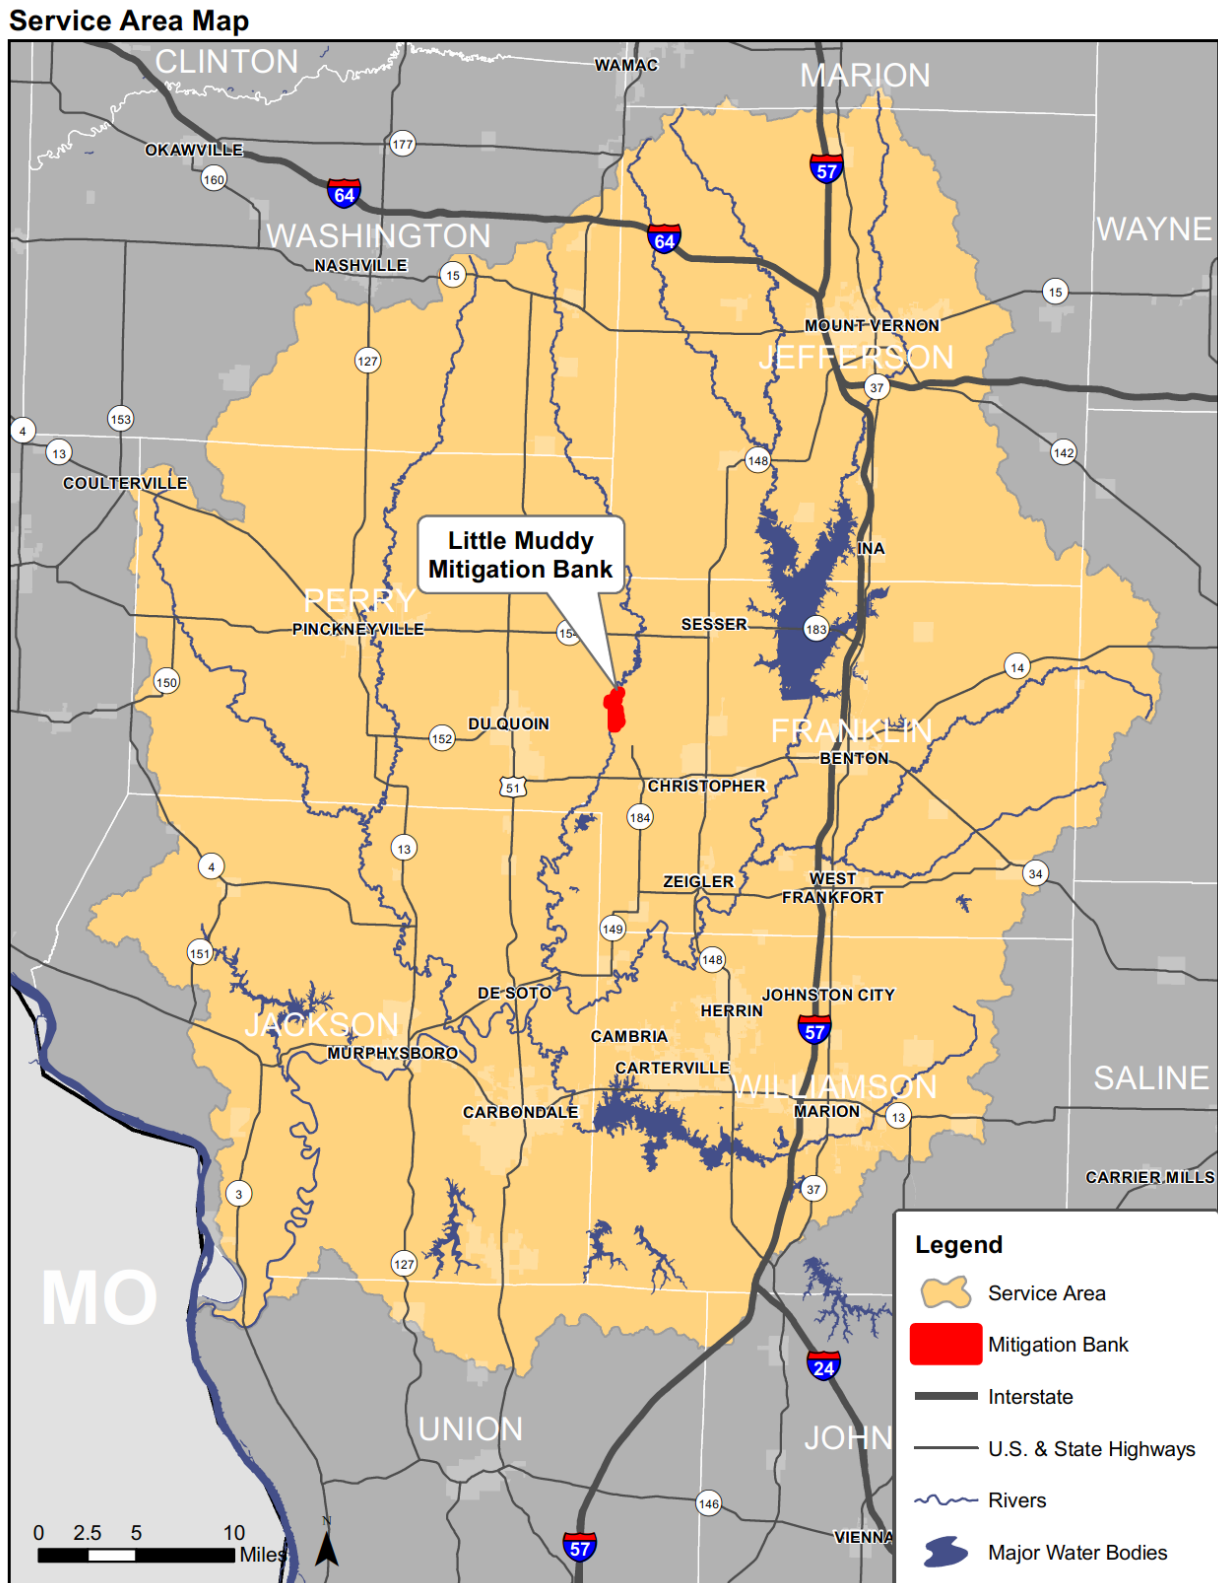 Service Area Map
CLINTON
WAMAC
MARION
OKAWVILLE
177
57
160
64
WASHINGTON
64
WAYNE
NASHVILLE
15
15
MOUNT VERNON
JEFFERSON
127
37
153
4
13
148
142
COULTERVILLE
Little Muddy
Mitigation Bank
INA
PERRY
PINCKNEYVILLE
154
SESSER
183
14
150
DU QUOIN
152
FRANKLIN
BENTON
51
CHRISTOPHER
184
13
4
ZEIGLER
WEST
FRANKFORT
34
149
151
148
DE SOTO
JOHNSTON CITY
HERRIN
JACKSON
57
CAMBRIA
MURPHYSBORO
CARTERVILLE
WILLIAMSON
SALINE
CARBONDALE
MARION
13
CARRIER MILLS
3
37
127
MO
24
UNION
JOHN
146
VIENNA
57
0 2.5 5 10
Miles
N
Legend
Service Area
Mitigation Bank
Interstate
U.S. & State Highways
Rivers
Major Water Bodies